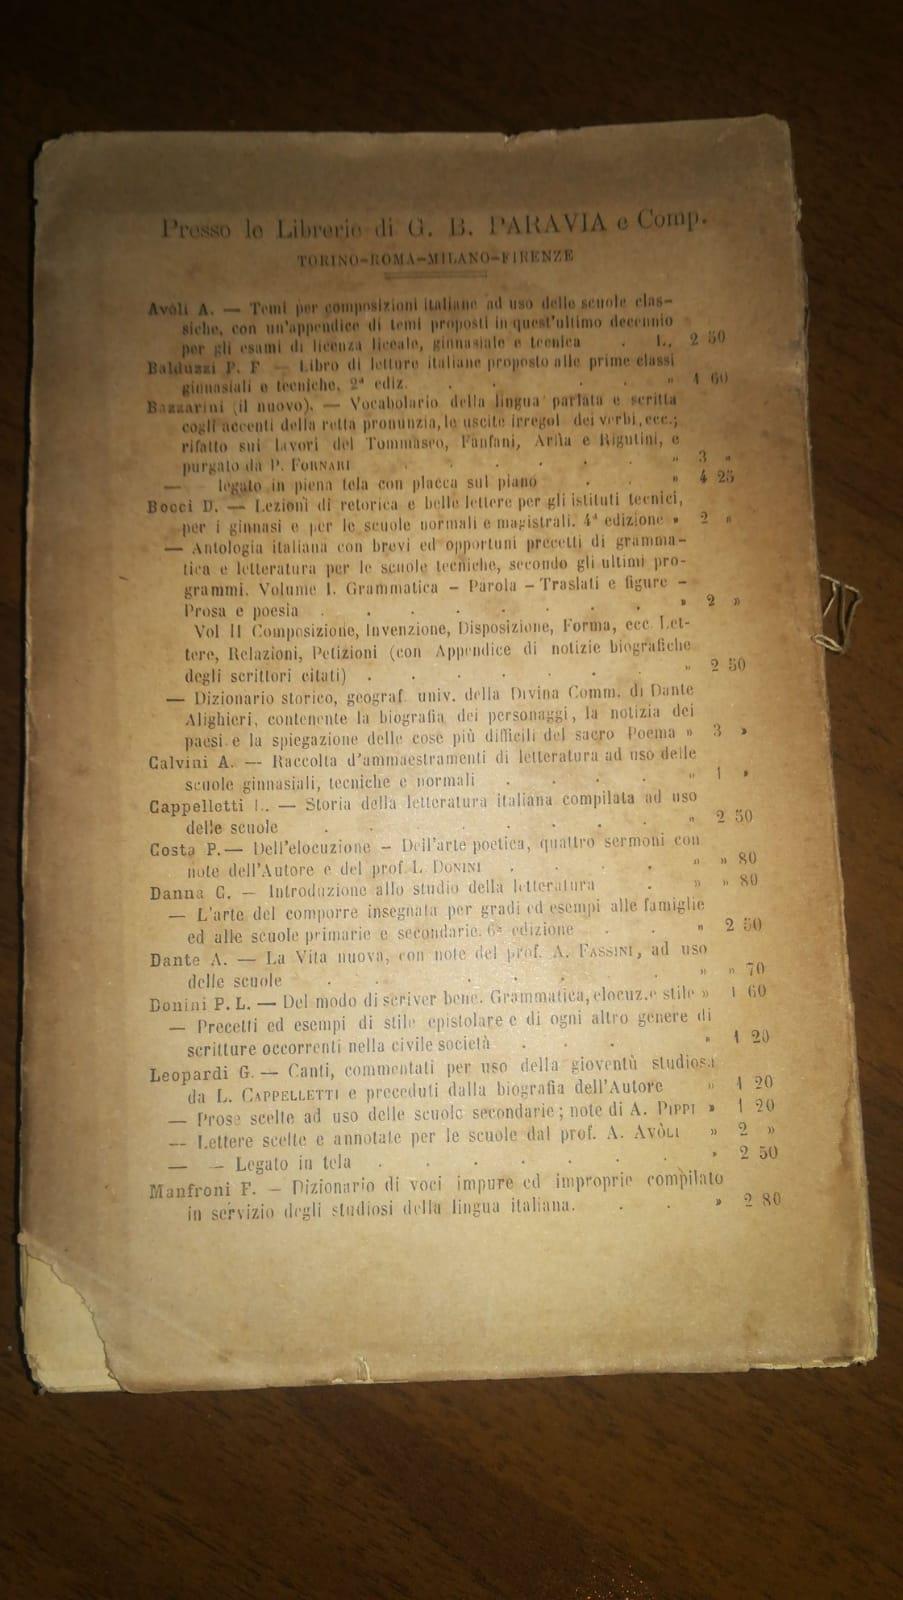 Presso le Librerie di G. B. PARAVIA e Comp.
TORINO-ROMA-MILANO-FIRENZE
Avòli A. — Temi per composizioni italiane ad uso delle scuole clas-
siche, con un'appendice di temi proposti in quest'ultimo decennio
per gli esami di licenza liceale, ginnasiale e tecnica . L. 2 50
Balduzzi P. F — Libro di letture italiane proposto alle prime classi
ginnasiali e tecniche. 2ª ediz. . . . . . » 1 60
Bazzarini (il nuovo). — Vocabolario della lingua parlata e scritta
cogli accenti della retta pronunzia, le uscite irregol dei verbi, ecc.;
rifatto sui lavori del Tommaseo, Fanfani, Arlìa e Rigutini, e
purgato da P. FORNARI . . . . . » 3 »
— legato in piena tela con placca sul piano . . » 4 25
Bocci D. — Lezioni di retorica e belle lettere per gli istituti tecnici,
per i ginnasi e per le scuole normali e magistrali. 4ª edizione » 2 »
— Antologia italiana con brevi ed opportuni precetti di gramma-
tica e letteratura per le scuole tecniche, secondo gli ultimi pro-
grammi. Volume I. Grammatica - Parola - Traslati e figure -
Prosa e poesia . . . . . . . » 2 »
Vol II Composizione, Invenzione, Disposizione, Forma, ecc Let-
tere, Relazioni, Petizioni (con Appendice di notizie biografiche
degli scrittori citati) . . . . . . » 2 50
— Dizionario storico, geograf. univ. della Divina Comm. di Dante
Alighieri, contenente la biografia dei personaggi, la notizia dei
paesi e la spiegazione delle cose più difficili del sacro Poema » 3 »
Calvini A. — Raccolta d'ammaestramenti di letteratura ad uso delle
scuole ginnasiali, tecniche e normali . . . . » 1 »
Cappelletti L. — Storia della letteratura italiana compilata ad uso
delle scuole . . . . . . . . » 2 50
Costa P. — Dell'elocuzione - Dell'arte poetica, quattro sermoni con
note dell'Autore e del prof. L DONINI . . . . » » 80
Danna C. — Introduzione allo studio della letteratura . » » 80
— L'arte del comporre insegnata per gradi ed esempi alle famiglie
ed alle scuole primarie e secondarie. 6ª edizione . . » 2 50
Dante A. — La Vita nuova, con note del prof. A. FASSINI, ad uso
delle scuole . . . . . . . . » » 70
Donini P. L. — Del modo di scriver bene. Grammatica, elocuz. e stile » 1 60
— Precetti ed esempi di stile epistolare e di ogni altro genere di
scritture occorrenti nella civile società . . . . » 1 20
Leopardi G. — Canti, commentati per uso della gioventù studiosa
da L. CAPPELLETTI e preceduti dalla biografia dell'Autore » 1 20
— Prose scelte ad uso delle scuole secondarie; note di A. PIPPI » 1 20
— Lettere scelte e annotate per le scuole dal prof. A. AVÒLI » 2 »
— — Legato in tela . . . . . . . » 2 50
Manfroni F. — Dizionario di voci impure ed improprie compilato
in servizio degli studiosi della lingua italiana. . . » 2 80